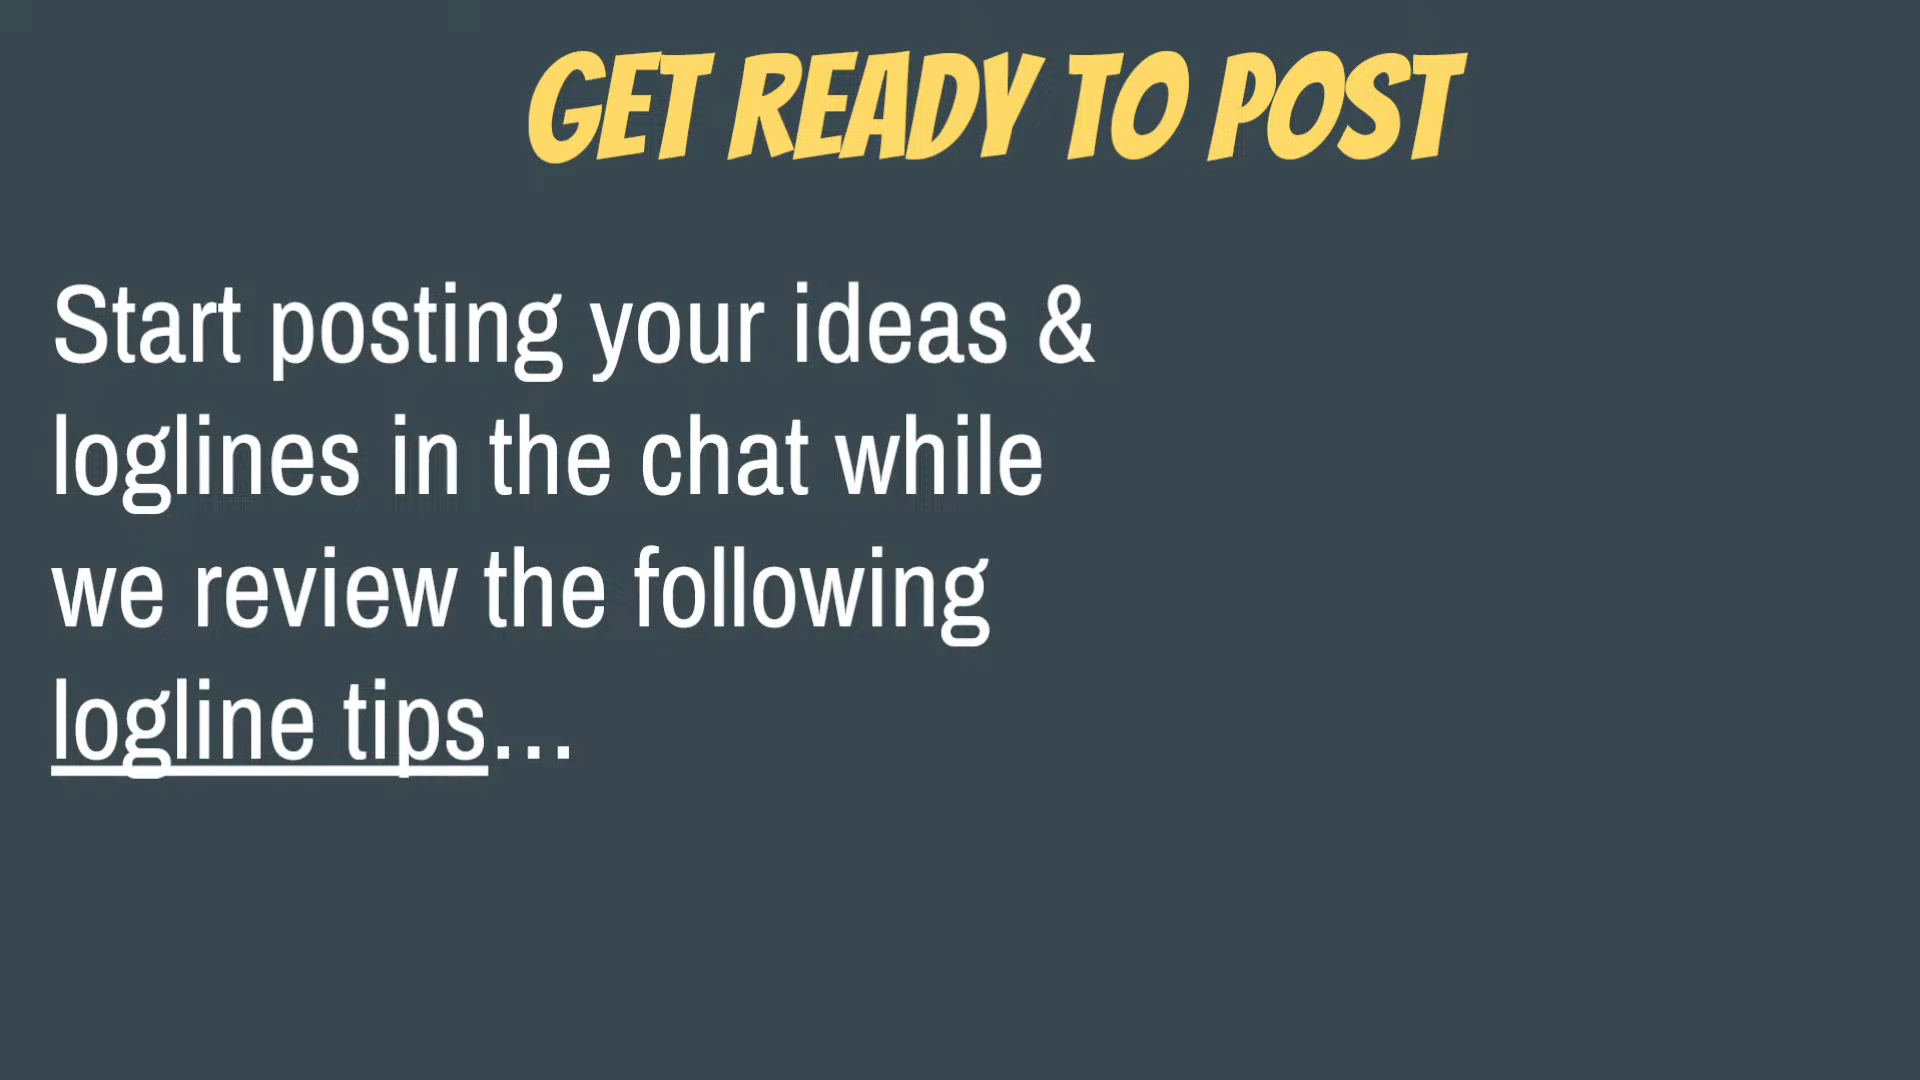 GET READY TO POST
Start posting your ideas &
loglines in the chat while
we review the following
logline tips...